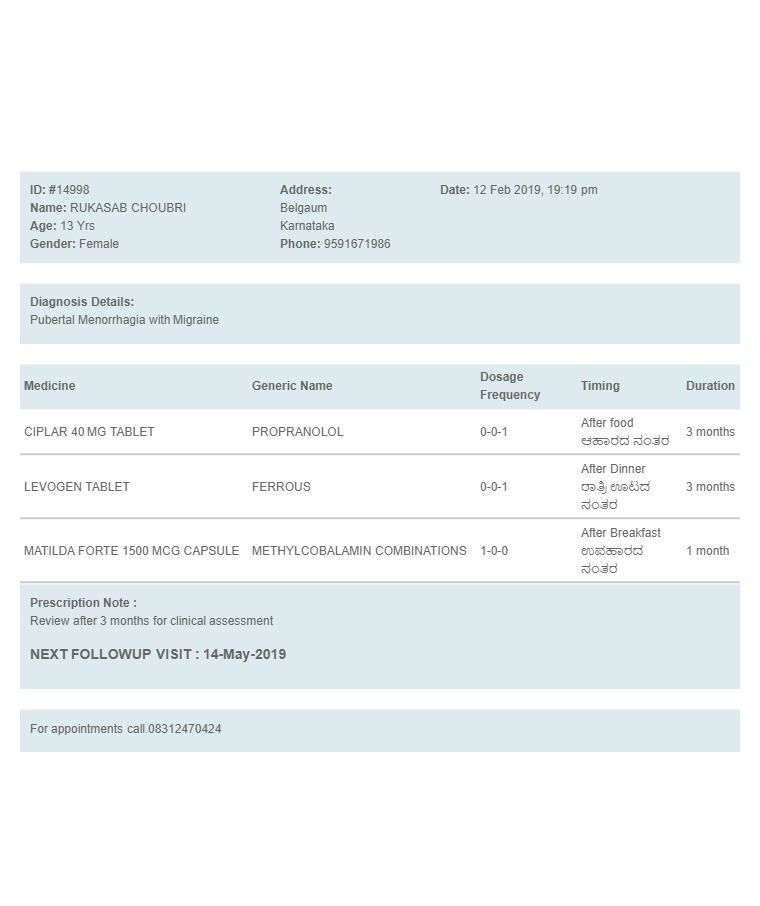 ID: #14998
Name: RUKASAB CHOUBRI
Age: 13 Yrs
Gender: Female
Address:
Belgaum
Karnataka
Phone: 9591671986
Date: 12 Feb 2019, 19:19 pm
Diagnosis Details:
Pubertal Menorrhagia with Migraine
Medicine Generic Name Dosage Frequency Timing Duration
CIPLAR 40 MG TABLET PROPRANOLOL 0-0-1 After food 3 months
ಆಹಾರದ ನಂತರ
LEVOGEN TABLET FERROUS 0-0-1 After Dinner 3 months
ರಾತ್ರಿ ಊಟದ
ನಂತರ
MATILDA FORTE 1500 MCG CAPSULE METHYLCOBALAMIN COMBINATIONS 1-0-0 After Breakfast 1 month
ಉಪಹಾರದ
ನಂತರ
Prescription Note :
Review after 3 months for clinical assessment
NEXT FOLLOWUP VISIT : 14-May-2019
For appointments call 08312470424